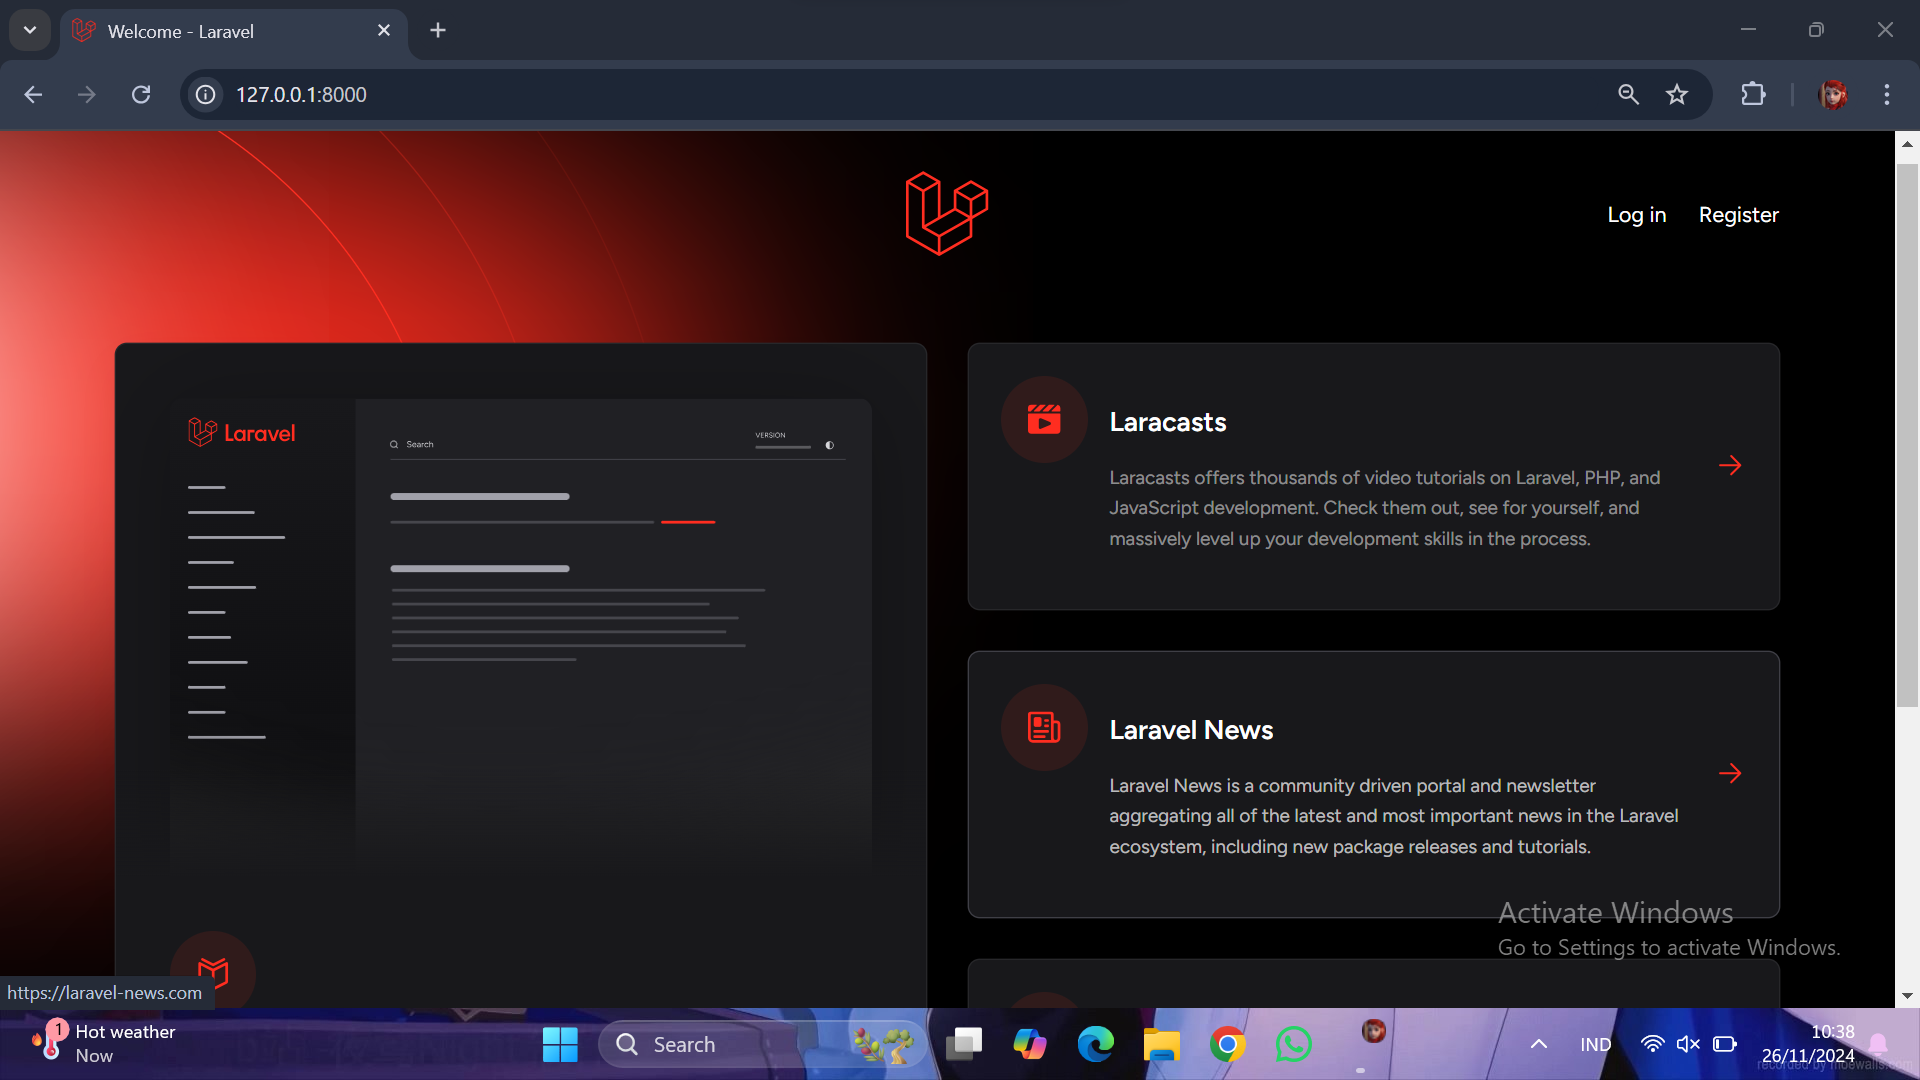 Welcome - Laravel
127.0.0.1:8000
Log in
Register
Laravel
Search
VERSION
Laracasts
Laracasts offers thousands of video tutorials on Laravel, PHP, and
JavaScript development. Check them out, see for yourself, and
massively level up your development skills in the process.
Laravel News
Laravel News is a community driven portal and newsletter
aggregating all of the latest and most important news in the Laravel
ecosystem, including new package releases and tutorials.
Activate Windows
Go to Settings to activate Windows.
https://laravel-news.com
1
Hot weather
Now
Search
IND
10:38
26/11/2024
recorded by moewalls.com